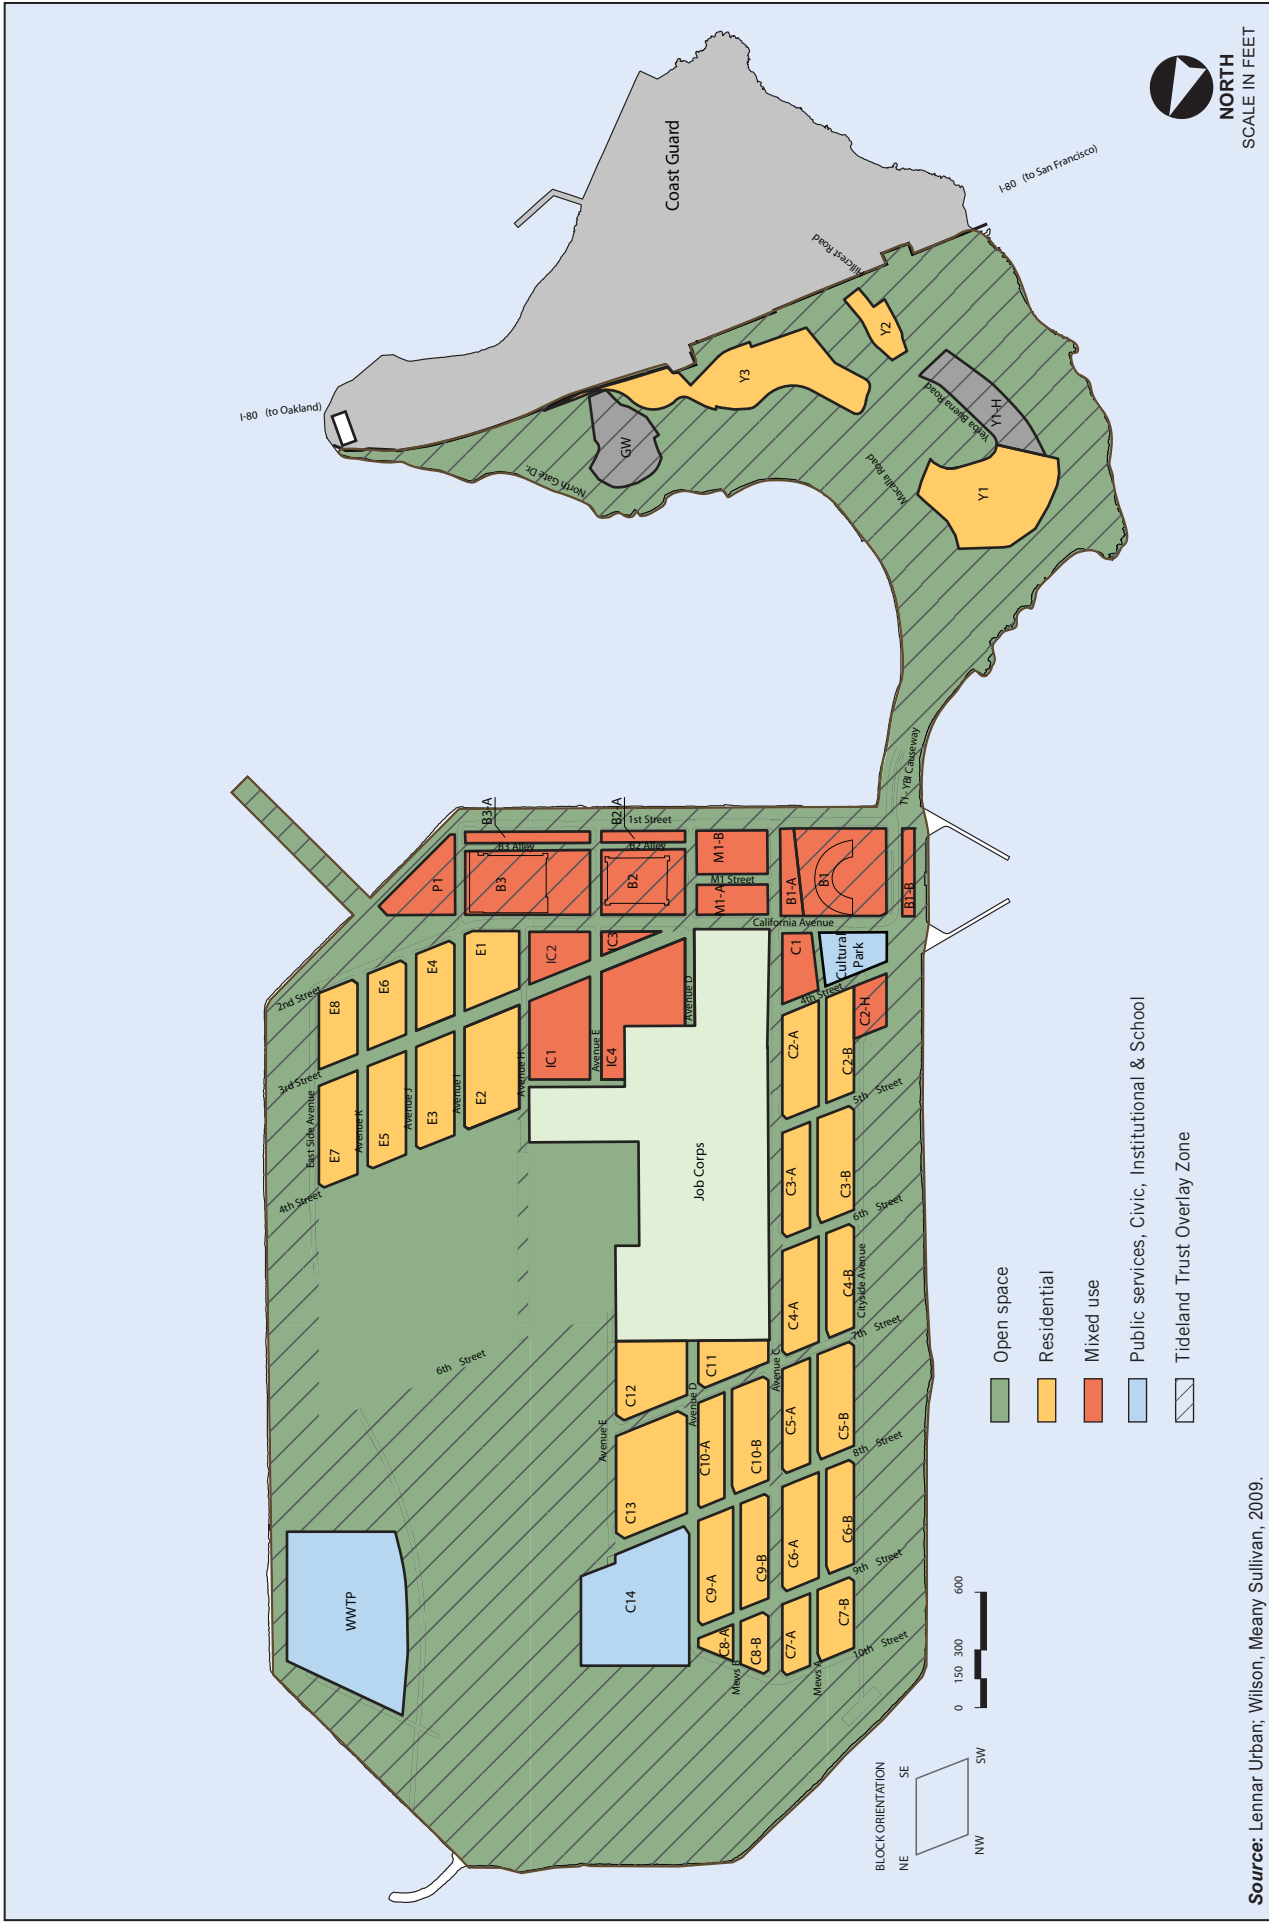 NORTH
SCALE IN FEET
Coast Guard
I-80 (to San Francisco)
I-80 (to Oakland)
Hillcrest Road
Y2
Y3
Yerba Buena Road
Y1-H
GW
North Gate Dr.
Macalla Road
Y1
TI - YBI Causeway
B3-A
B2-A
1st Street
B3 Alley
B2 Alley
P1
B3
B2
M1-B
M1 Street
M1-A
B1-A
B1
B1-B
California Avenue
2nd Street
E8
E6
E4
E1
IC2
IC3
C1
Cultural
Park
4th Street
C2-H
Avenue D
3rd Street
East Side Avenue
Avenue K
Avenue J
Avenue I
Avenue H
Avenue E
E7
E5
E3
E2
IC1
IC4
4th Street
Job Corps
C2-A
C2-B
5th Street
C3-A
C3-B
6th Street
C4-A
C4-B
Cityside Avenue
7th Street
6th Street
C12
C11
Avenue C
Avenue D
Avenue E
C13
C10-A
C10-B
C5-A
C5-B
8th Street
WWTP
C14
C9-A
C9-B
C6-A
C6-B
9th Street
C8-A
C8-B
C7-A
C7-B
10th Street
Mews B
Mews A
Open space
Residential
Mixed use
Public services, Civic, Institutional & School
Tideland Trust Overlay Zone
0 150 300 600
BLOCK ORIENTATION
NE SE
NW SW
Source: Lennar Urban; Wilson, Meany Sullivan, 2009.